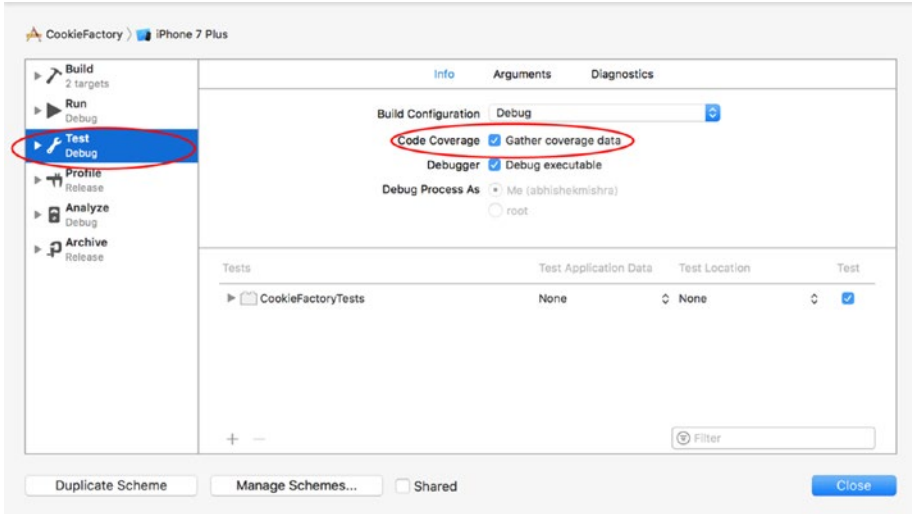 CookieFactory 〉 iPhone 7 Plus
Build
2 targets
Run
Debug
Test
Debug
Profile
Release
Analyze
Debug
Archive
Release
Info Arguments Diagnostics
Build Configuration Debug
Code Coverage Gather coverage data
Debugger Debug executable
Debug Process As Me (abhishekmishra)
root
Tests Test Application Data Test Location Test
CookieFactoryTests None None
Filter
Duplicate Scheme Manage Schemes... Shared Close